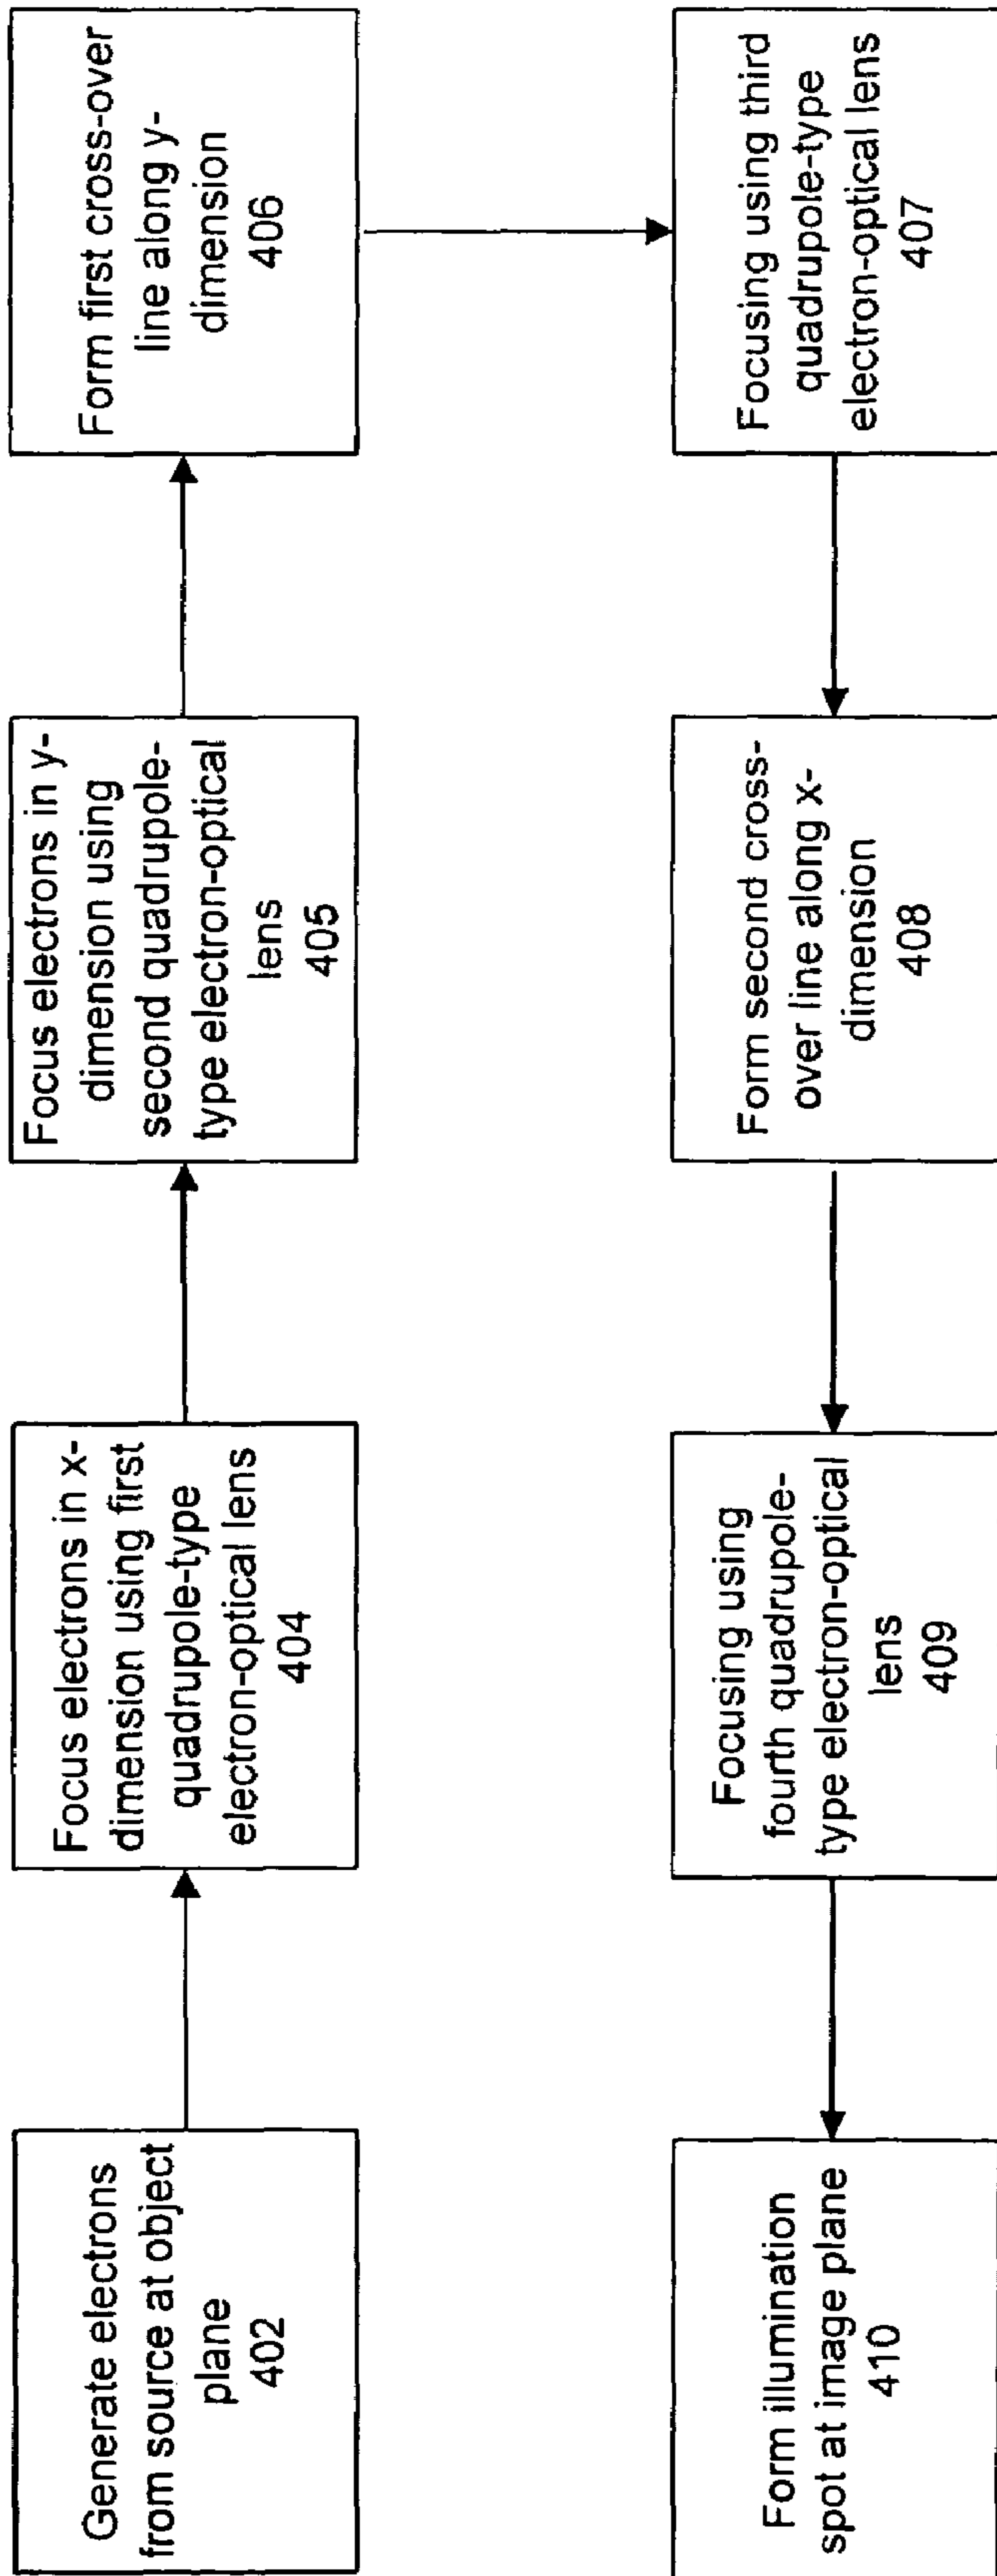 Generate electrons
from source at object
plane
402
Focus electrons in x-
dimension using first
quadrupole-type
electron-optical lens
404
Focus electrons in y-
dimension using
second quadrupole-
type electron-optical
lens
405
Form first cross-over
line along y-
dimension
406
Focusing using third
quadrupole-type
electron-optical lens
407
Form second cross-
over line along x-
dimension
408
Focusing using
fourth quadrupole-
type electron-optical
lens
409
Form illumination
spot at image plane
410